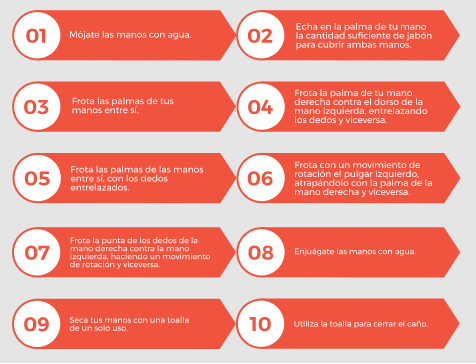 01
Mójate las manos con agua.
02
Echa en la palma de tu mano
la cantidad suficiente de jabón
para cubrir ambas manos.
03
Frota las palmas de tus
manos entre sí.
04
Frota la palma de tu mano
derecha contra el dorso de la
mano izquierda, entrelazando
los dedos y viceversa.
05
Frota las palmas de las manos
entre sí, con los dedos
entrelazados.
06
Frota con un movimiento de
rotación el pulgar izquierdo,
atrapándolo con la palma de la
mano derecha y viceversa.
07
Frota la punta de los dedos de la
mano derecha contra la mano
izquierda, haciendo un movimiento
de rotación y viceversa.
08
Enjuágate las manos con agua.
09
Seca tus manos con una toalla
de un solo uso.
10
Utiliza la toalla para cerrar el caño.